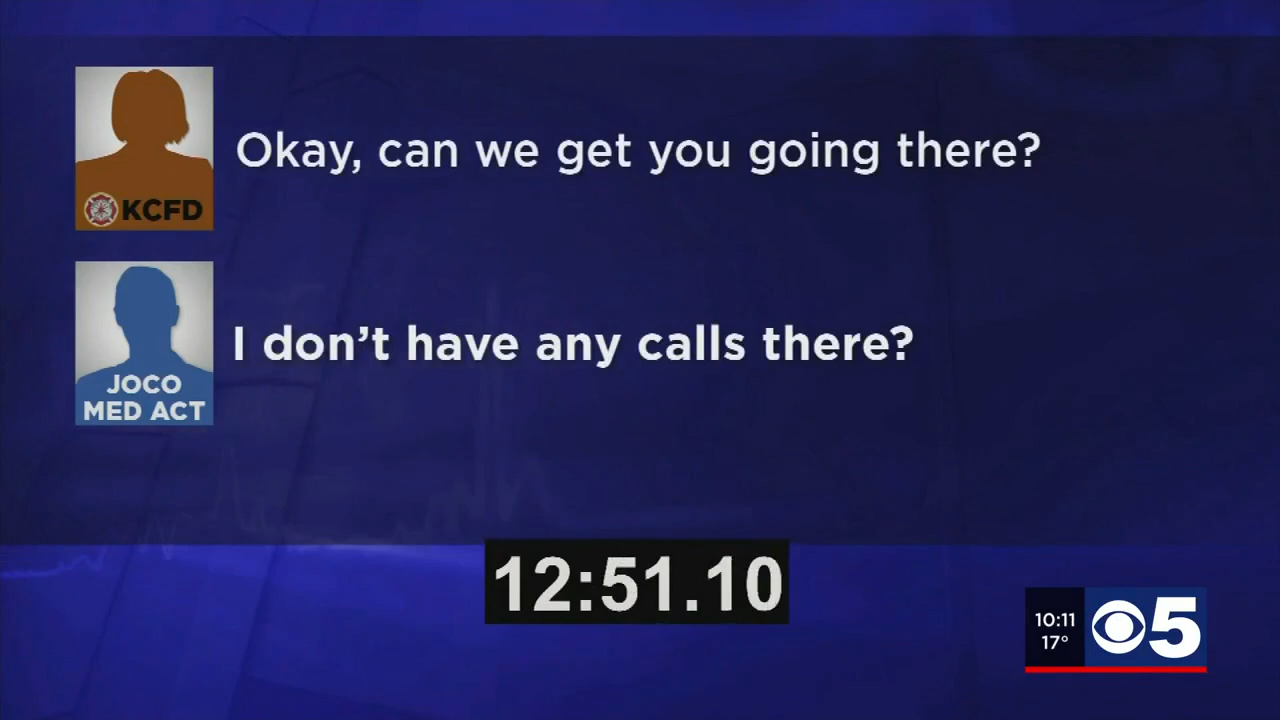 Okay, can we get you going there?
KCFD
I don't have any calls there?
JOCO
MED ACT
12:51.10
10:11
17°
5